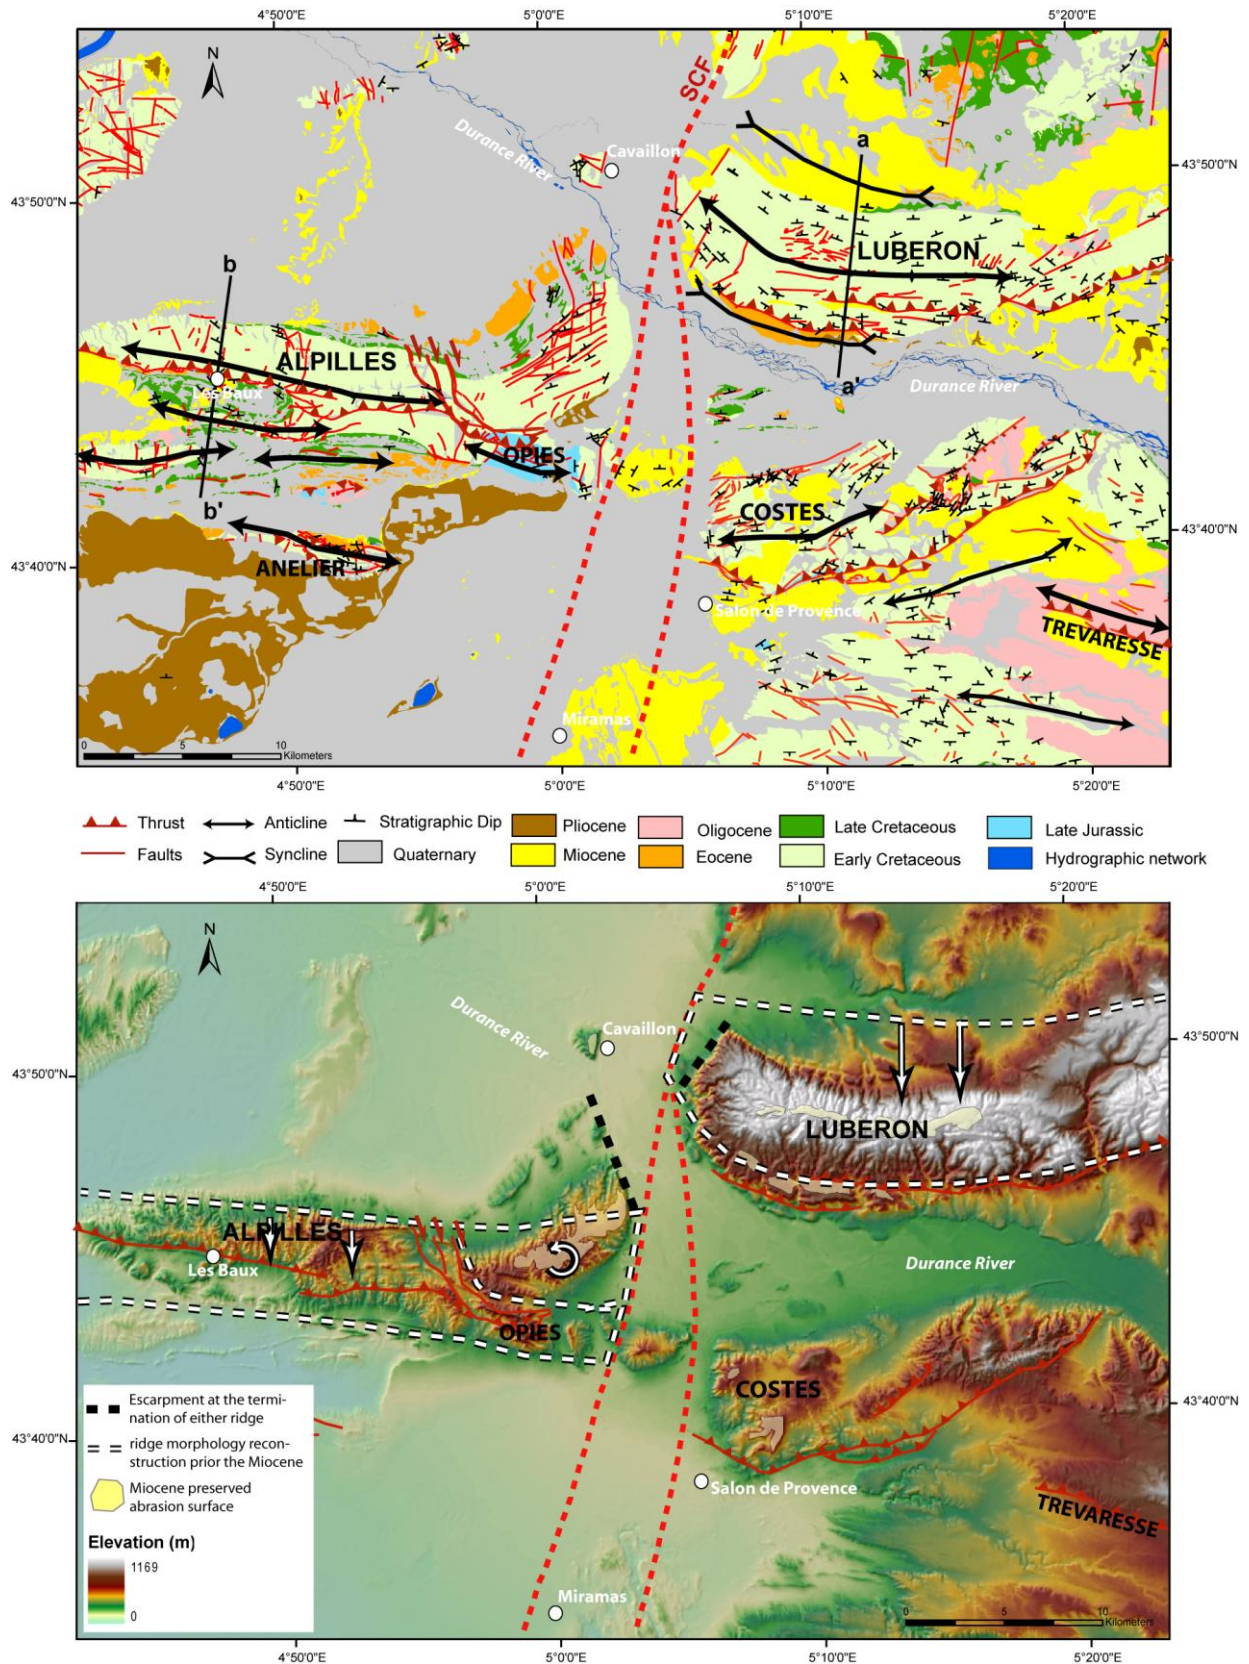 4°50'0"E
5°0'0"E
5°10'0"E
5°20'0"E
N
SCF
Durance River
Cavaillon
a
43°50'0"N
43°50'0"N
LUBERON
b
ALPILLES
Les Baux
a'
Durance River
OPIES
COSTES
b'
43°40'0"N
ANELIER
43°40'0"N
Salon de Provence
TREVARESSE
Miramas
0 5 10
Kilometers
4°50'0"E
5°0'0"E
5°10'0"E
5°20'0"E
Thrust
Anticline
Stratigraphic Dip
Pliocene
Oligocene
Late Cretaceous
Late Jurassic
Faults
Syncline
Quaternary
Miocene
Eocene
Early Cretaceous
Hydrographic network
4°50'0"E
5°0'0"E
5°10'0"E
5°20'0"E
N
Durance River
Cavaillon
43°50'0"N
43°50'0"N
LUBERON
ALPILLES
Les Baux
Durance River
OPIES
COSTES
43°40'0"N
43°40'0"N
Salon de Provence
TREVARESSE
Escarpment at the termi-
nation of either ridge
ridge morphology recon-
struction prior the Miocene
Miocene preserved
abrasion surface
Elevation (m)
1169
0
Miramas
0 5 10
Kilometers
4°50'0"E
5°0'0"E
5°10'0"E
5°20'0"E